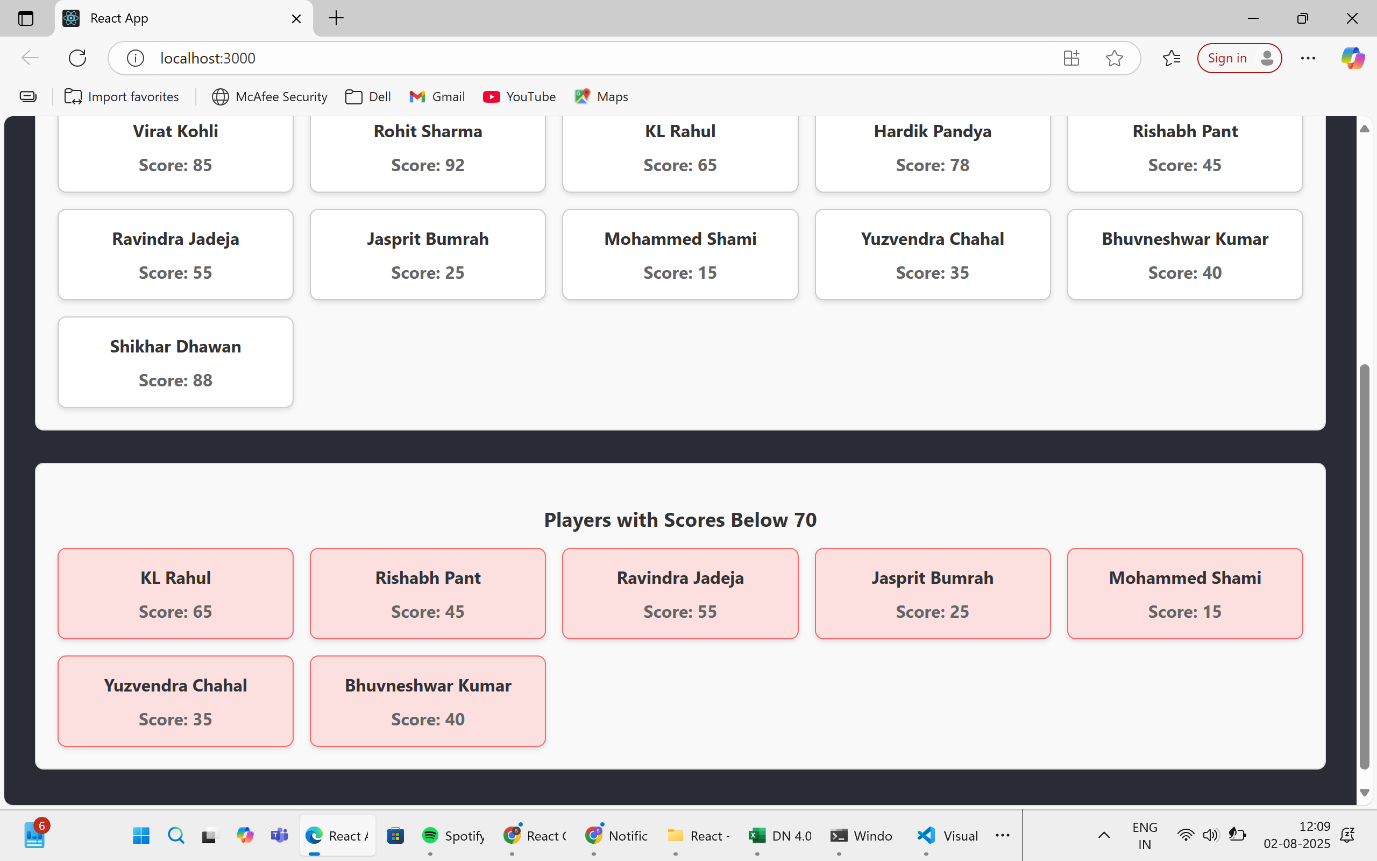 React App
localhost:3000
Sign in
Import favorites McAfee Security Dell Gmail YouTube Maps
Virat Kohli Rohit Sharma KL Rahul Hardik Pandya Rishabh Pant
Score: 85 Score: 92 Score: 65 Score: 78 Score: 45
Ravindra Jadeja Jasprit Bumrah Mohammed Shami Yuzvendra Chahal Bhuvneshwar Kumar
Score: 55 Score: 25 Score: 15 Score: 35 Score: 40
Shikhar Dhawan
Score: 88
Players with Scores Below 70
KL Rahul Rishabh Pant Ravindra Jadeja Jasprit Bumrah Mohammed Shami
Score: 65 Score: 45 Score: 55 Score: 25 Score: 15
Yuzvendra Chahal Bhuvneshwar Kumar
Score: 35 Score: 40
6 React A Spotify React C Notific React - DN 4.0 Windo Visual ENG IN 12:09
02-08-2025